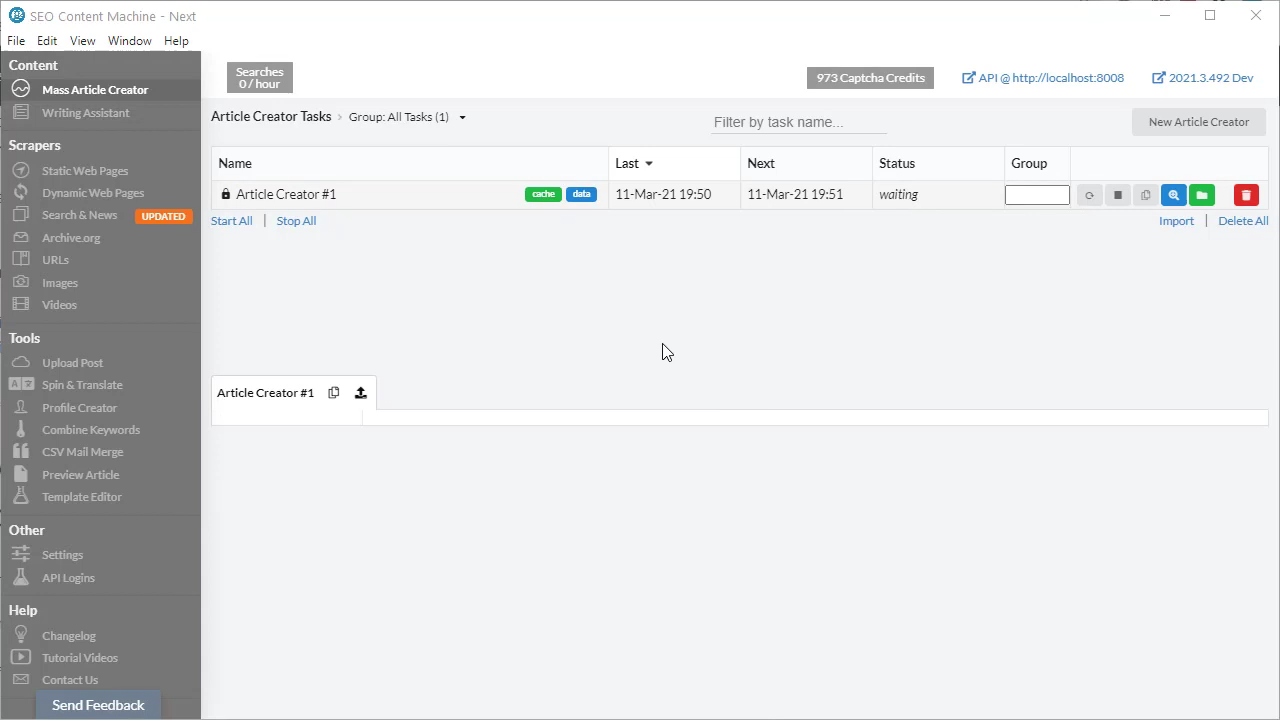 SEO Content Machine - Next
File Edit View Window Help
Content
Mass Article Creator
Writing Assistant
Scrapers
Static Web Pages
Dynamic Web Pages
Search & News UPDATED
Archive.org
URLs
Images
Videos
Tools
Upload Post
Spin & Translate
Profile Creator
Combine Keywords
CSV Mail Merge
Preview Article
Template Editor
Other
Settings
API Logins
Help
Changelog
Tutorial Videos
Contact Us
Send Feedback
Searches
0 / hour
973 Captcha Credits
API @ http://localhost:8008
2021.3.492 Dev
Article Creator Tasks > Group: All Tasks (1)
Filter by task name...
New Article Creator
Name Last Next Status Group
Article Creator #1 cache data 11-Mar-21 19:50 11-Mar-21 19:51 waiting
Start All | Stop All
Import | Delete All
Article Creator #1